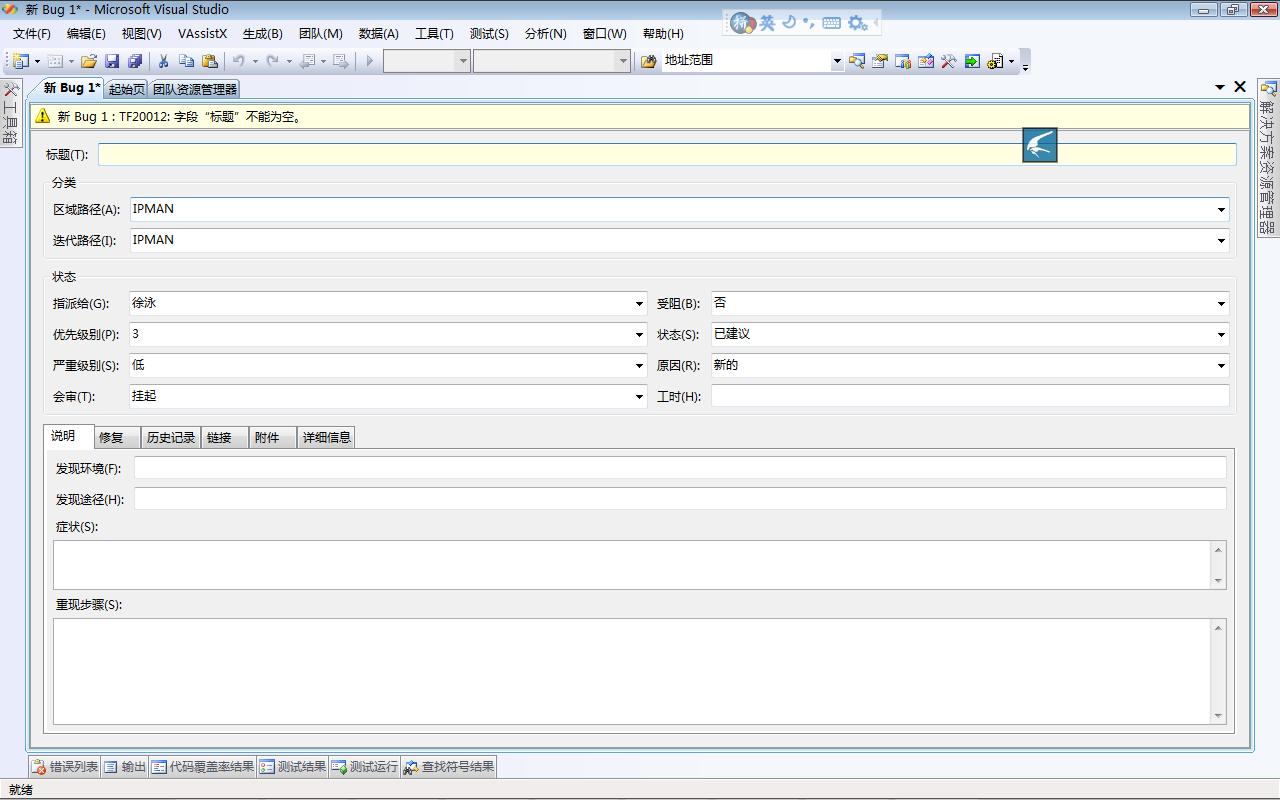 新 Bug 1* - Microsoft Visual Studio
英
文件(F) 编辑(E) 视图(V) VAssistX 生成(B) 团队(M) 数据(A) 工具(T) 测试(S) 分析(N) 窗口(W) 帮助(H)
地址范围
新 Bug 1* 起始页 团队资源管理器
工具箱
解决方案资源管理器
新 Bug 1 : TF20012: 字段“标题”不能为空。
标题(T):
分类
区域路径(A): IPMAN
迭代路径(I): IPMAN
状态
指派给(G): 徐泳 受阻(B): 否
优先级别(P): 3 状态(S): 已建议
严重级别(S): 低 原因(R): 新的
会审(T): 挂起 工时(H):
说明 修复 历史记录 链接 附件 详细信息
发现环境(F):
发现途径(H):
症状(S):
重现步骤(S):
错误列表 输出 代码覆盖率结果 测试结果 测试运行 查找符号结果
就绪